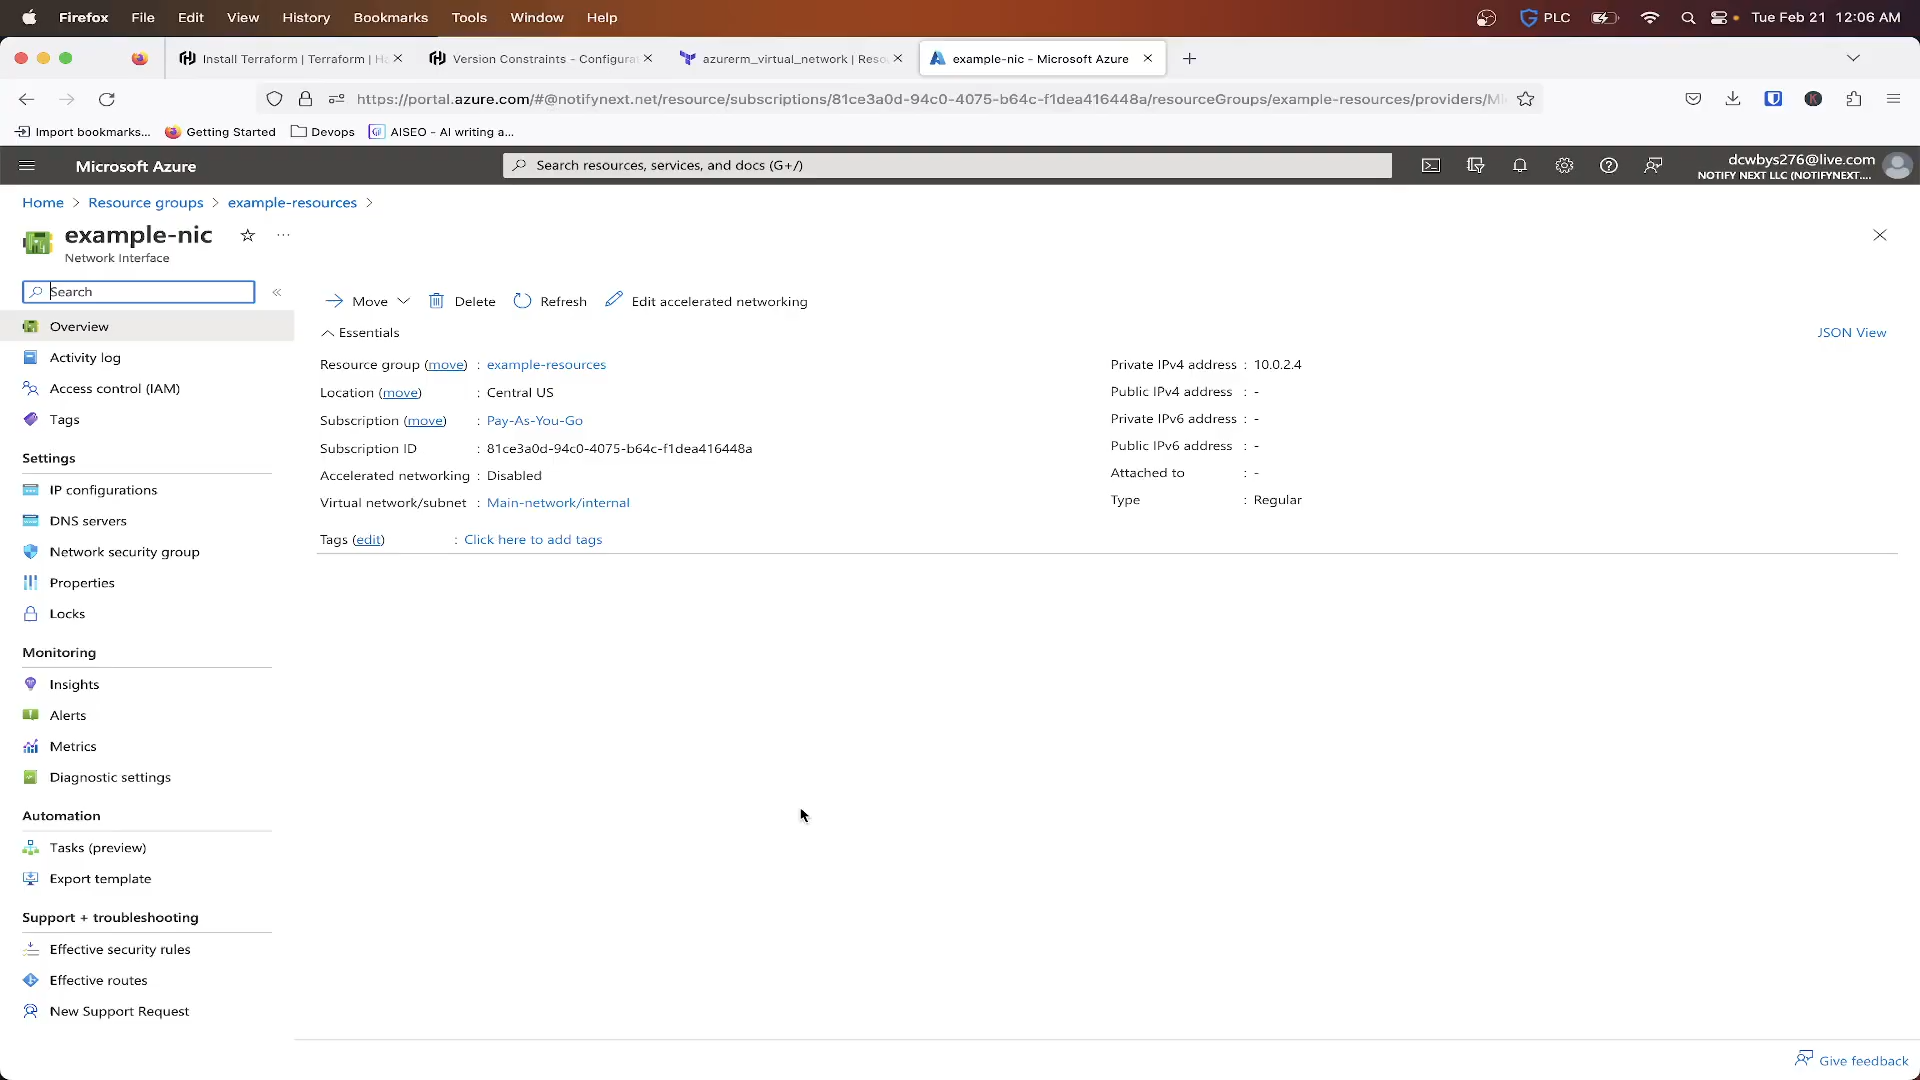 Firefox File Edit View History Bookmarks Tools Window Help PLC Tue Feb 21 12:06 AM
Install Terraform | Terraform | H
Version Constraints - Configura
azurerm_virtual_network | Reso
example-nic - Microsoft Azure
https://portal.azure.com/#@notifynext.net/resource/subscriptions/81ce3a0d-94c0-4075-b64c-f1dea416448a/resourceGroups/example-resources/providers/Mi
Import bookmarks... Getting Started Devops AISEO - AI writing a...
Microsoft Azure
Search resources, services, and docs (G+/)
dcwbys276@live.com
NOTIFY NEXT LLC (NOTIFYNEXT....
Home > Resource groups > example-resources >
example-nic
Network Interface
Search
Move Delete Refresh Edit accelerated networking
Essentials
JSON View
Overview
Activity log
Access control (IAM)
Tags
Settings
IP configurations
DNS servers
Network security group
Properties
Locks
Monitoring
Insights
Alerts
Metrics
Diagnostic settings
Automation
Tasks (preview)
Export template
Support + troubleshooting
Effective security rules
Effective routes
New Support Request
Resource group (move) : example-resources
Location (move) : Central US
Subscription (move) : Pay-As-You-Go
Subscription ID : 81ce3a0d-94c0-4075-b64c-f1dea416448a
Accelerated networking : Disabled
Virtual network/subnet : Main-network/internal
Tags (edit) : Click here to add tags
Private IPv4 address : 10.0.2.4
Public IPv4 address : -
Private IPv6 address : -
Public IPv6 address : -
Attached to : -
Type : Regular
Give feedback